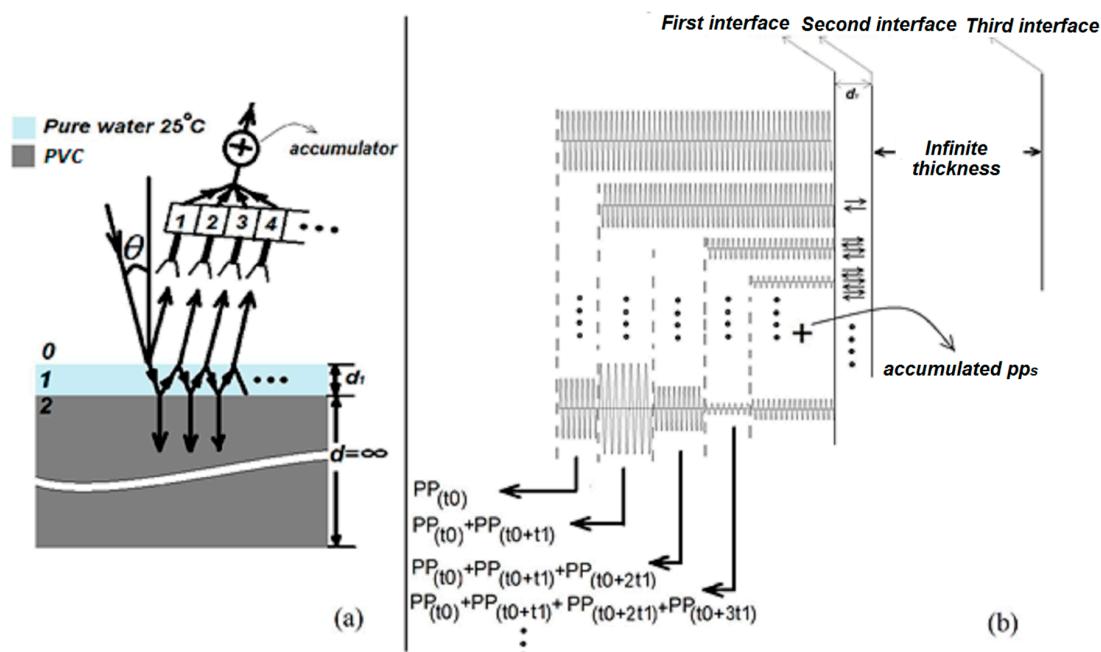 Pure water 25°C
PVC
accumulator
θ
1 2 3 4
0
1
2
d1
d=∞
(a)
First interface Second interface Third interface
d1
Infinite
thickness
+
accumulated pps
PP(t0)
PP(t0)+PP(t0+t1)
PP(t0)+PP(t0+t1)+PP(t0+2t1)
PP(t0)+PP(t0+t1)+ PP(t0+2t1)+PP(t0+3t1)
(b)